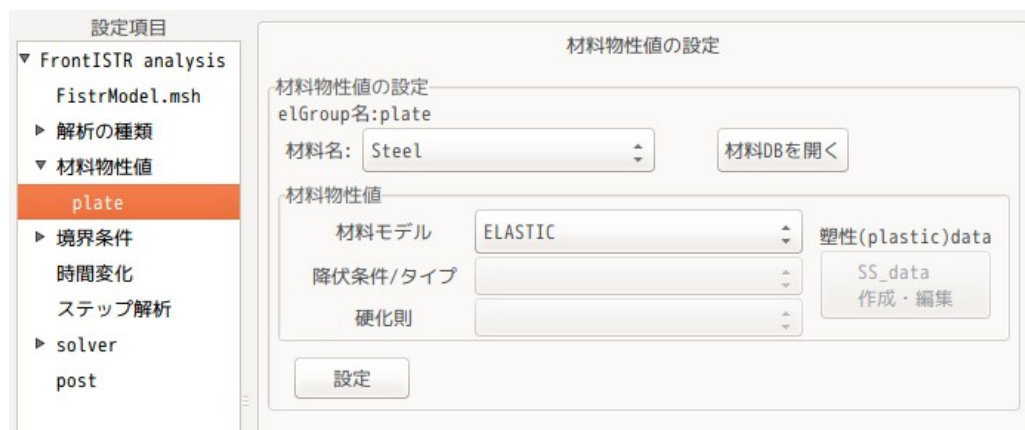 設定項目
FrontISTR analysis
FistrModel.msh
解析の種類
材料物性値
plate
境界条件
時間変化
ステップ解析
solver
post
材料物性値の設定
材料物性値の設定
elGroup名:plate
材料名: Steel
材料DBを開く
材料物性値
材料モデル ELASTIC
塑性(plastic)data
降伏条件/タイプ
SS_data
作成・編集
硬化則
設定